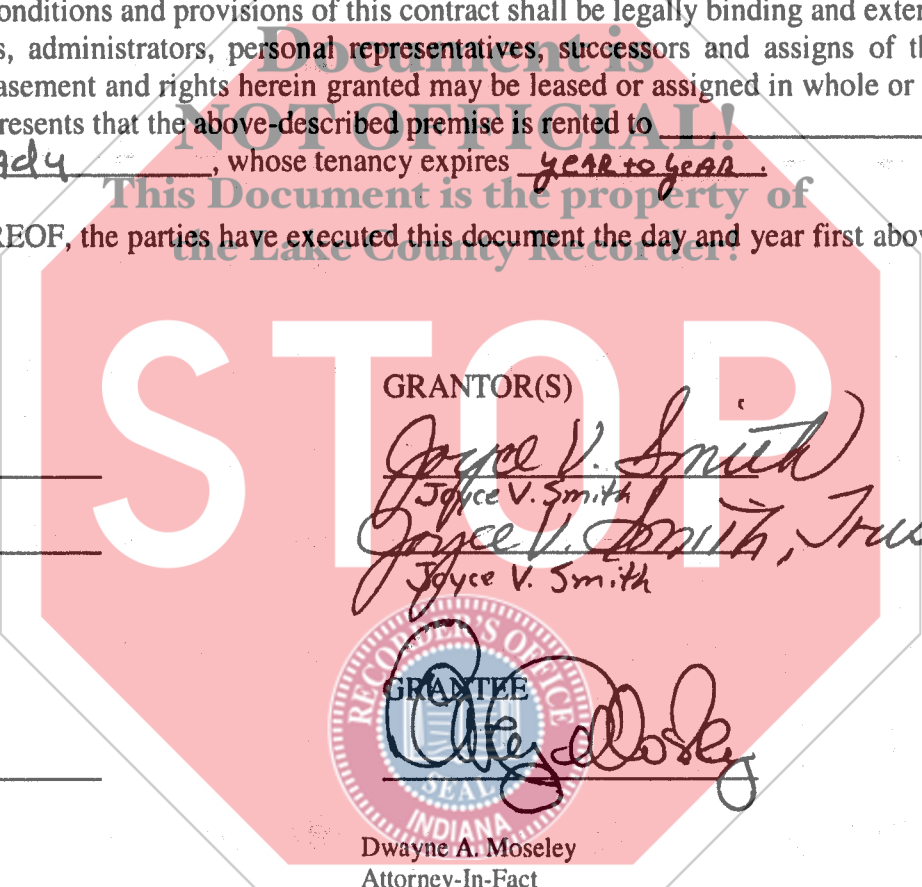 onditions and provisions of this contract shall be legally binding and exten
s, administrators, personal representatives, successors and assigns of th
asement and rights herein granted may be leased or assigned in whole or
resents that the above-described premise is rented to
, whose tenancy expires year to year.
REOF, the parties have executed this document the day and year first abov
Document is
NOT OFFICIAL!
This Document is the property of
the Lake County Recorder!
STOP
GRANTOR(S)
Joyce V. Smith
Joyce V. Smith
Joyce V. Smith, Trus
Joyce V. Smith
RECORDER'S OFFICE
GRANTEE
SEAL
INDIANA
Dwayne A. Moseley
Attorney-In-Fact